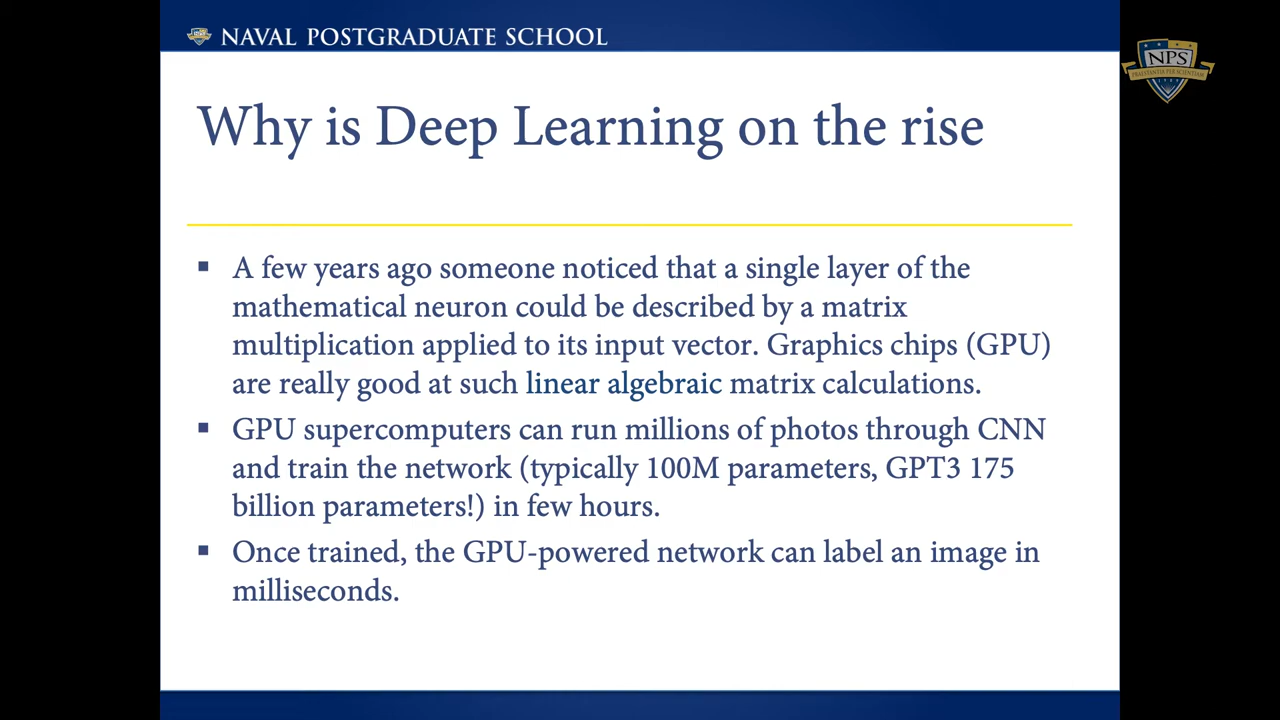 NAVAL POSTGRADUATE SCHOOL
NPS
PRAESTANTIA PER SCIENTIAM
Why is Deep Learning on the rise
▪ A few years ago someone noticed that a single layer of the
mathematical neuron could be described by a matrix
multiplication applied to its input vector. Graphics chips (GPU)
are really good at such linear algebraic matrix calculations.
▪ GPU supercomputers can run millions of photos through CNN
and train the network (typically 100M parameters, GPT3 175
billion parameters!) in few hours.
▪ Once trained, the GPU-powered network can label an image in
milliseconds.